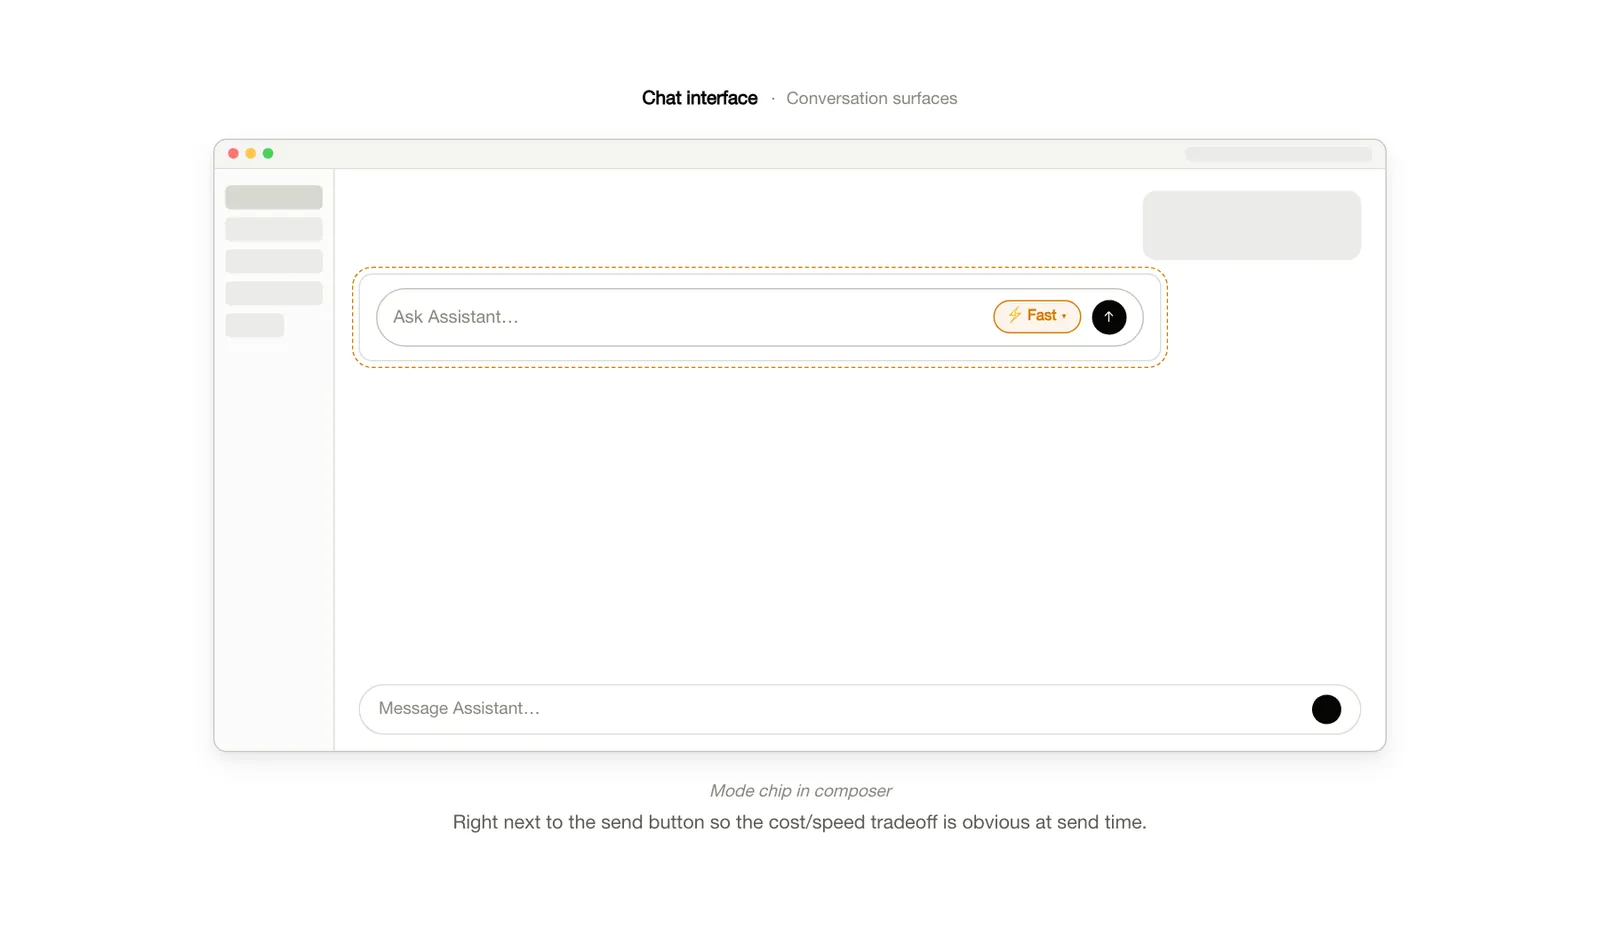 Chat interface · Conversation surfaces
Ask Assistant…
⚡ Fast ▾
↑
Message Assistant…
Mode chip in composer
Right next to the send button so the cost/speed tradeoff is obvious at send time.